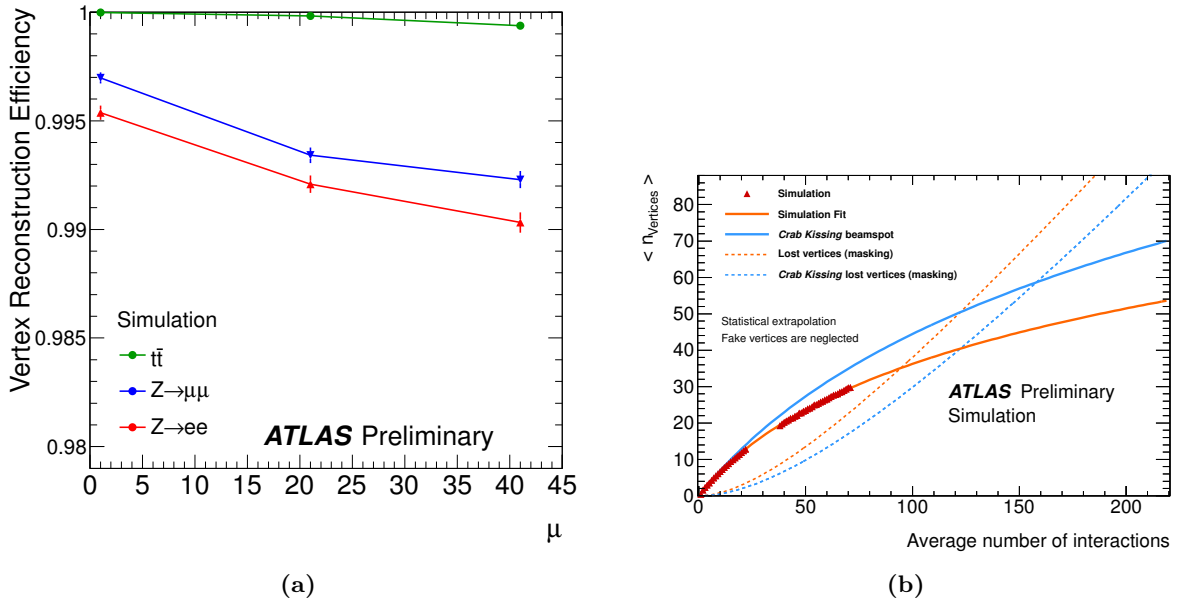 Vertex Reconstruction Efficiency
1
0.995
0.99
0.985
0.98
Simulation
tt̄
Z→μμ
Z→ee
ATLAS Preliminary
0 5 10 15 20 25 30 35 40 45
μ
(a)
< nVertices >
80
70
60
50
40
30
20
10
0
Simulation
Simulation Fit
Crab Kissing beamspot
Lost vertices (masking)
Crab Kissing lost vertices (masking)
Statistical extrapolation
Fake vertices are neglected
ATLAS Preliminary
Simulation
0 50 100 150 200
Average number of interactions
(b)